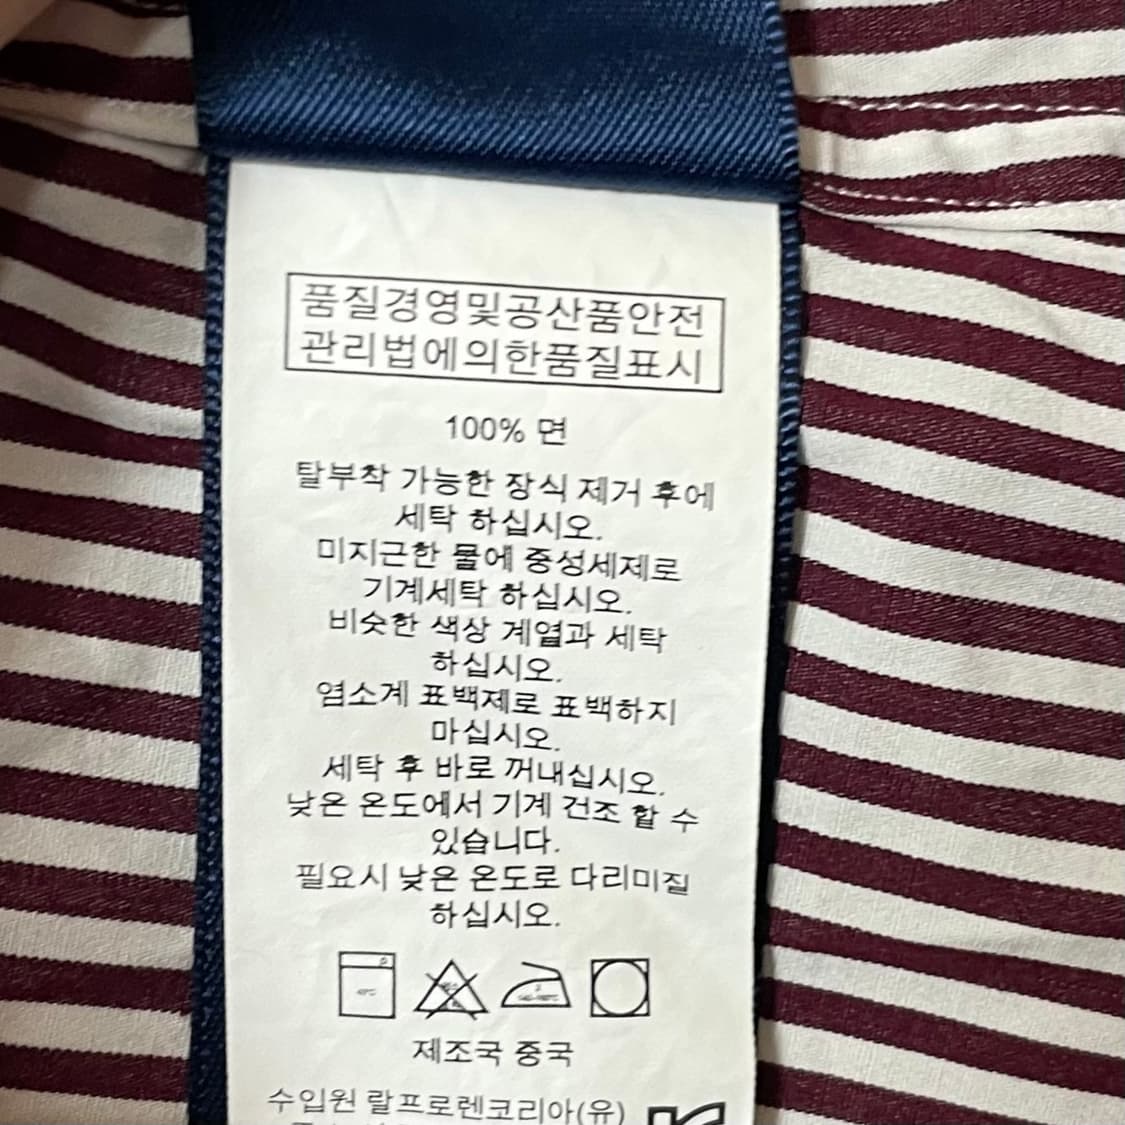 품질경영및공산품안전
관리법에의한품질표시
100% 면
탈부착 가능한 장식 제거 후에
세탁 하십시오.
미지근한 물에 중성세제로
기계세탁 하십시오.
비슷한 색상 계열과 세탁
하십시오.
염소계 표백제로 표백하지
마십시오.
세탁 후 바로 꺼내십시오.
낮은 온도에서 기계 건조 할 수
있습니다.
필요시 낮은 온도로 다리미질
하십시오.
제조국 중국
수입원 랄프로렌코리아(유)